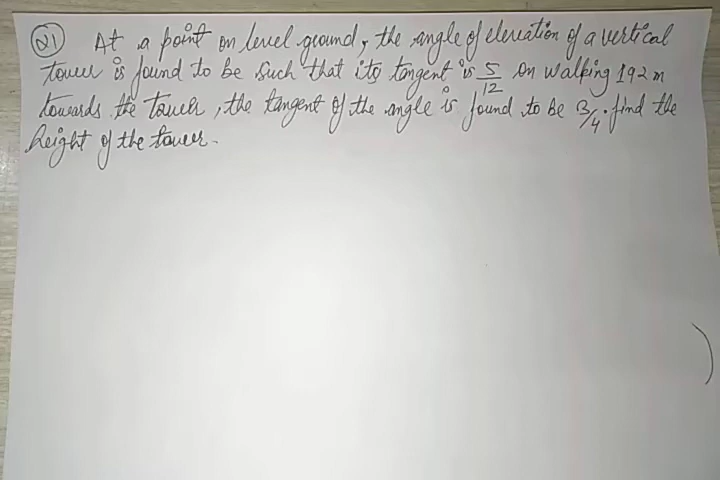 (21) At a point on level ground, the angle of elevation of a vertical
tower is found to be such that its tangent is 5/12 on walking 192 m
towards the tower, the tangent of the angle is found to be 3/4. find the
height of the tower.